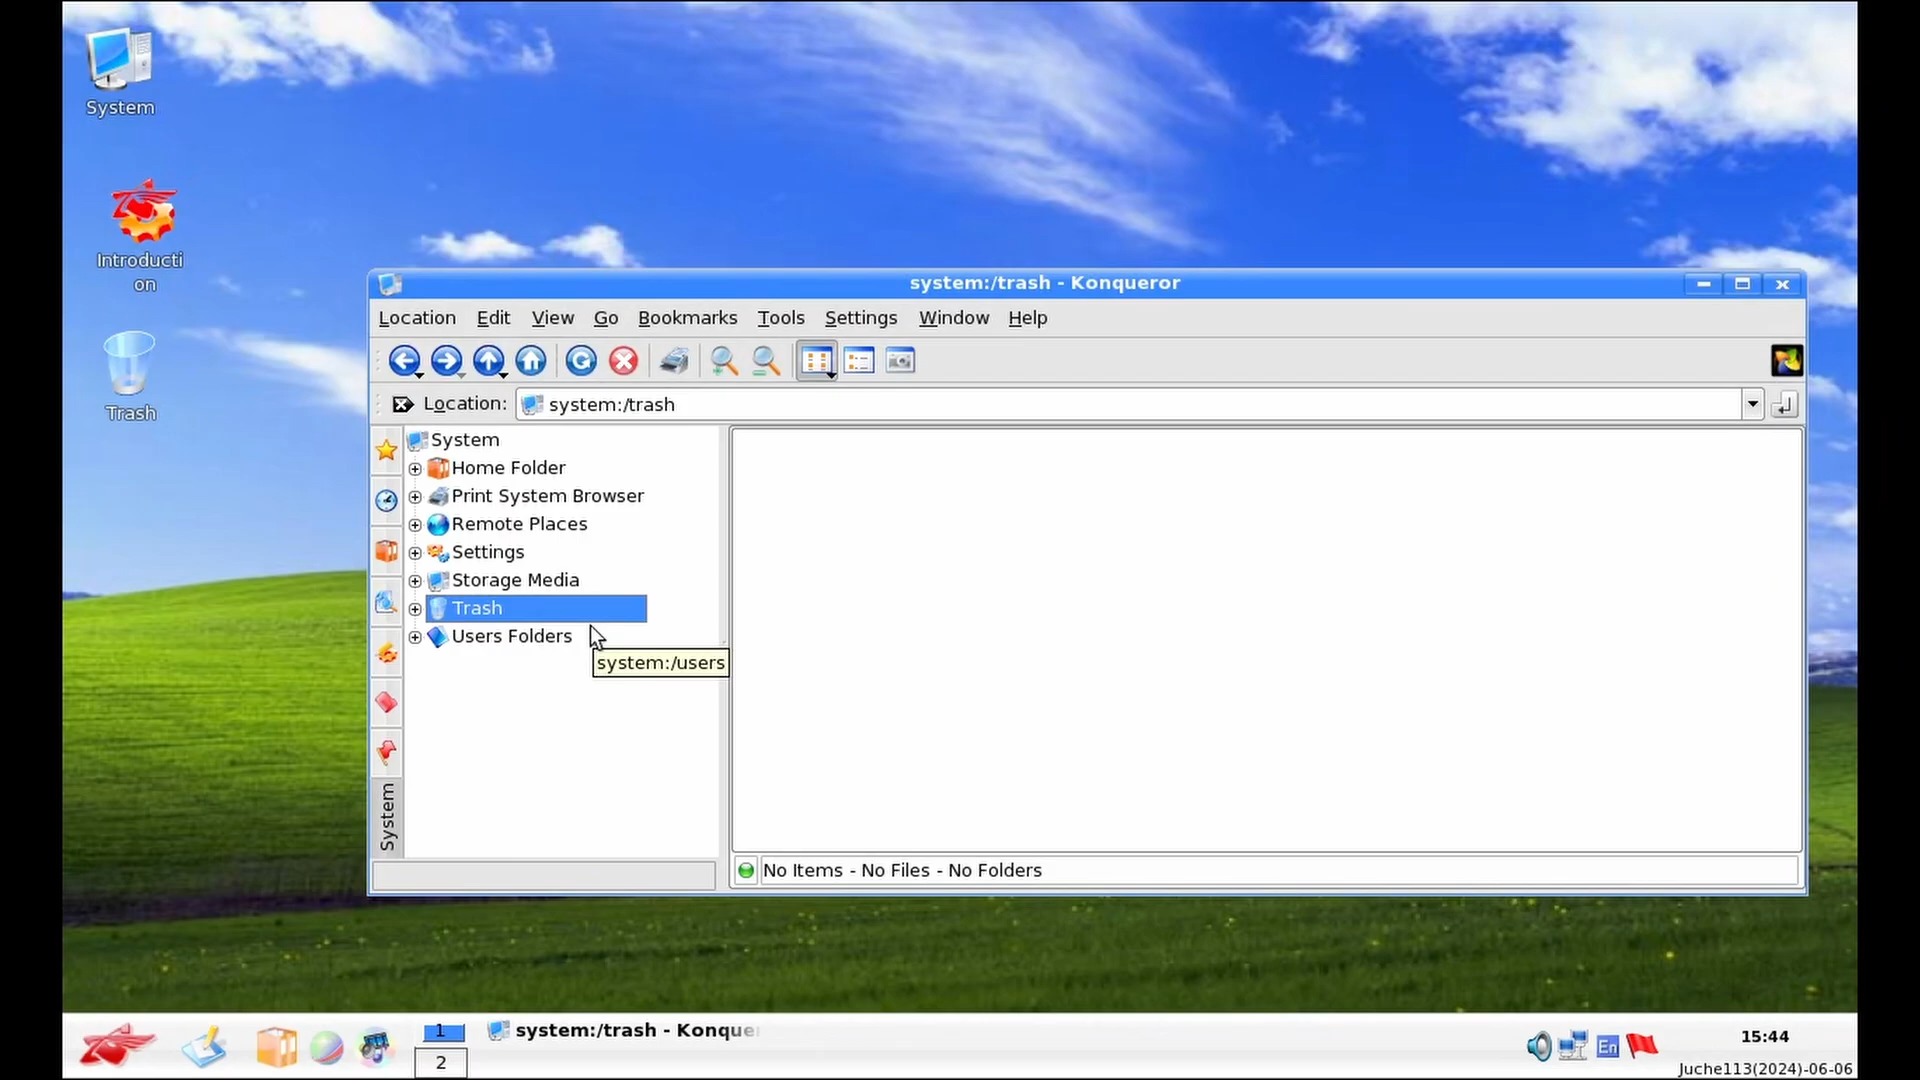 System
Introducti
on
Trash
system:/trash - Konqueror
Location Edit View Go Bookmarks Tools Settings Window Help
Location: system:/trash
System
Home Folder
Print System Browser
Remote Places
Settings
Storage Media
Trash
Users Folders
system:/users
System
No Items - No Files - No Folders
1
2
system:/trash - Konque
En
15:44
Juche113(2024)-06-06